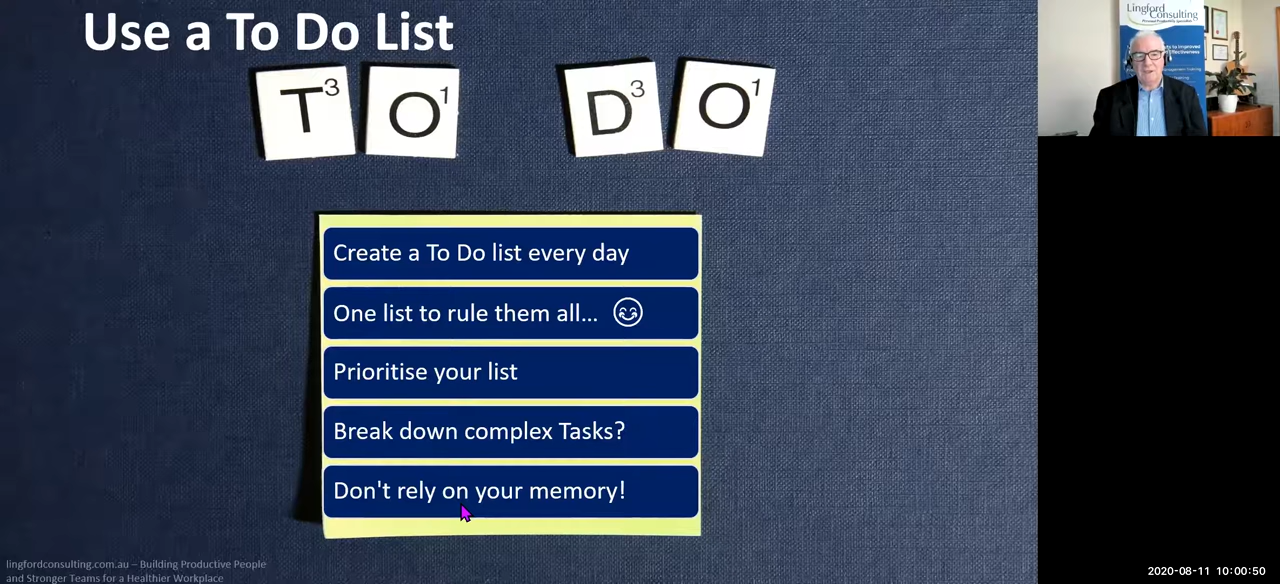 Use a To Do List
T3 O1 D3 O1
Create a To Do list every day
One list to rule them all...
Prioritise your list
Break down complex Tasks?
Don't rely on your memory!
lingfordconsulting.com.au – Building Productive People
and Stronger Teams for a Healthier Workplace
Lingford
Consulting
2020-08-11 10:00:50